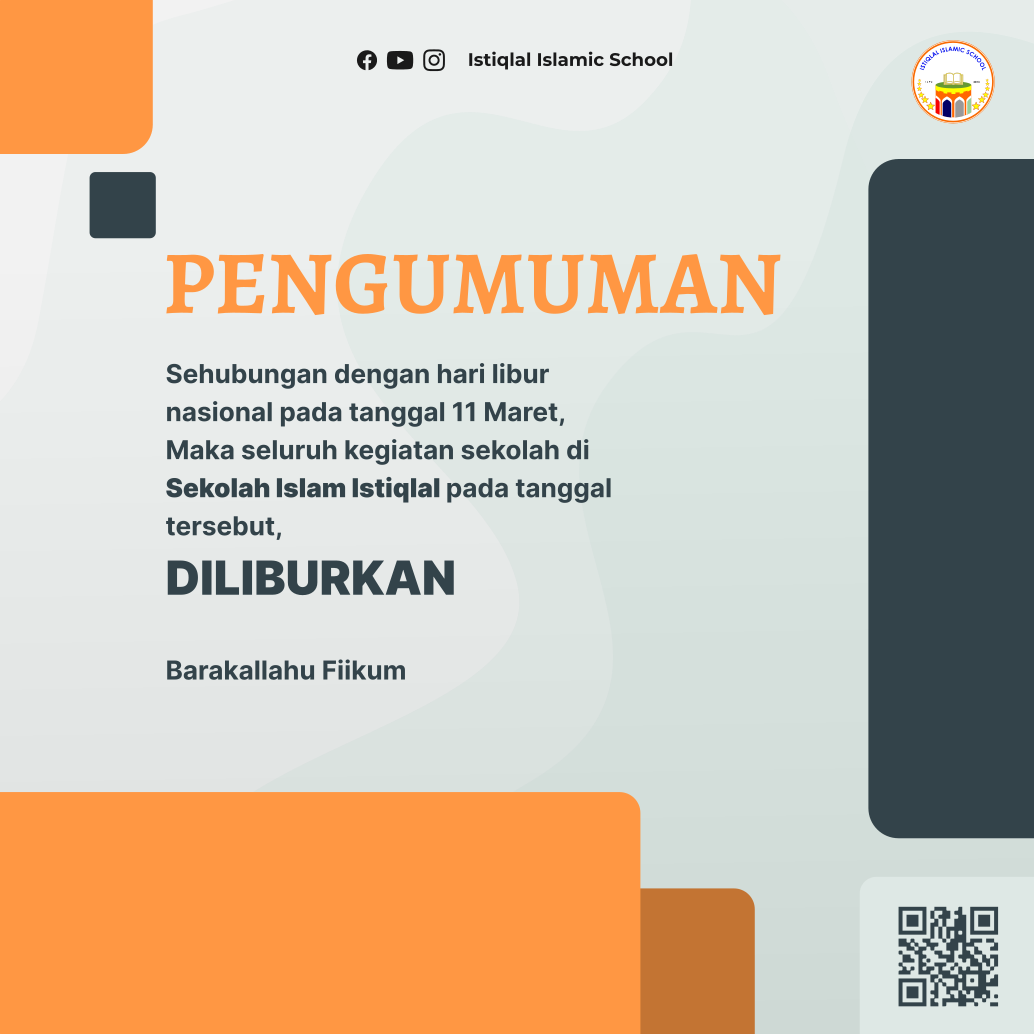 Istiqlal Islamic School
ISTIQLAL ISLAMIC SCHOOL
PENGUMUMAN
Sehubungan dengan hari libur
nasional pada tanggal 11 Maret,
Maka seluruh kegiatan sekolah di
Sekolah Islam Istiqlal pada tanggal
tersebut,
DILIBURKAN
Barakallahu Fiikum